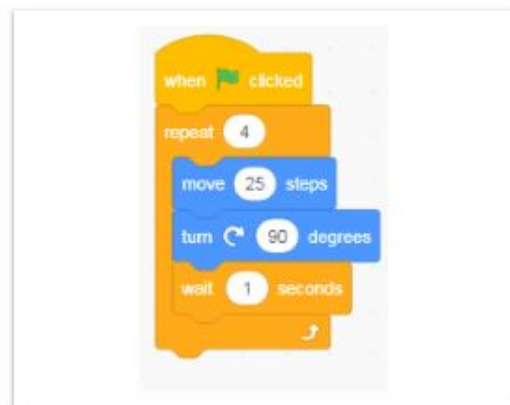 when clicked
repeat 4
move 25 steps
turn 90 degrees
wait 1 seconds